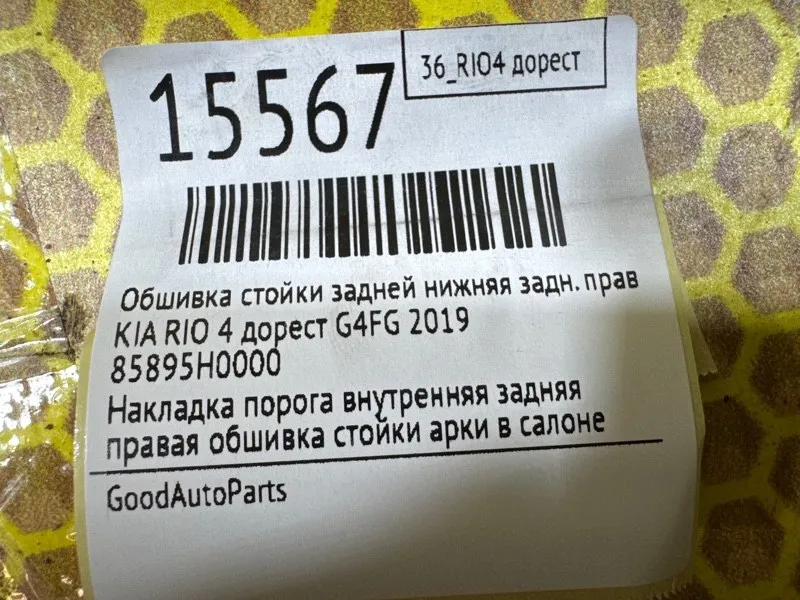 15567
36_RIO4 дорест
Обшивка стойки задней нижняя задн. прав
KIA RIO 4 дорест G4FG 2019
85895H0000
Накладка порога внутренняя задняя
правая обшивка стойки арки в салоне
GoodAutoParts